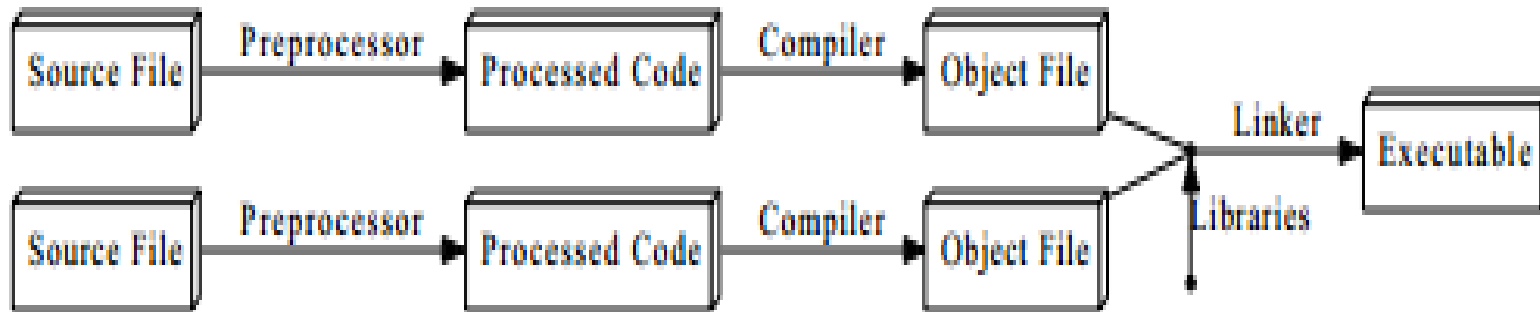 Preprocessor
Compiler
Source File
Processed Code
Object File
Linker
Executable
Libraries
Preprocessor
Compiler
Source File
Processed Code
Object File